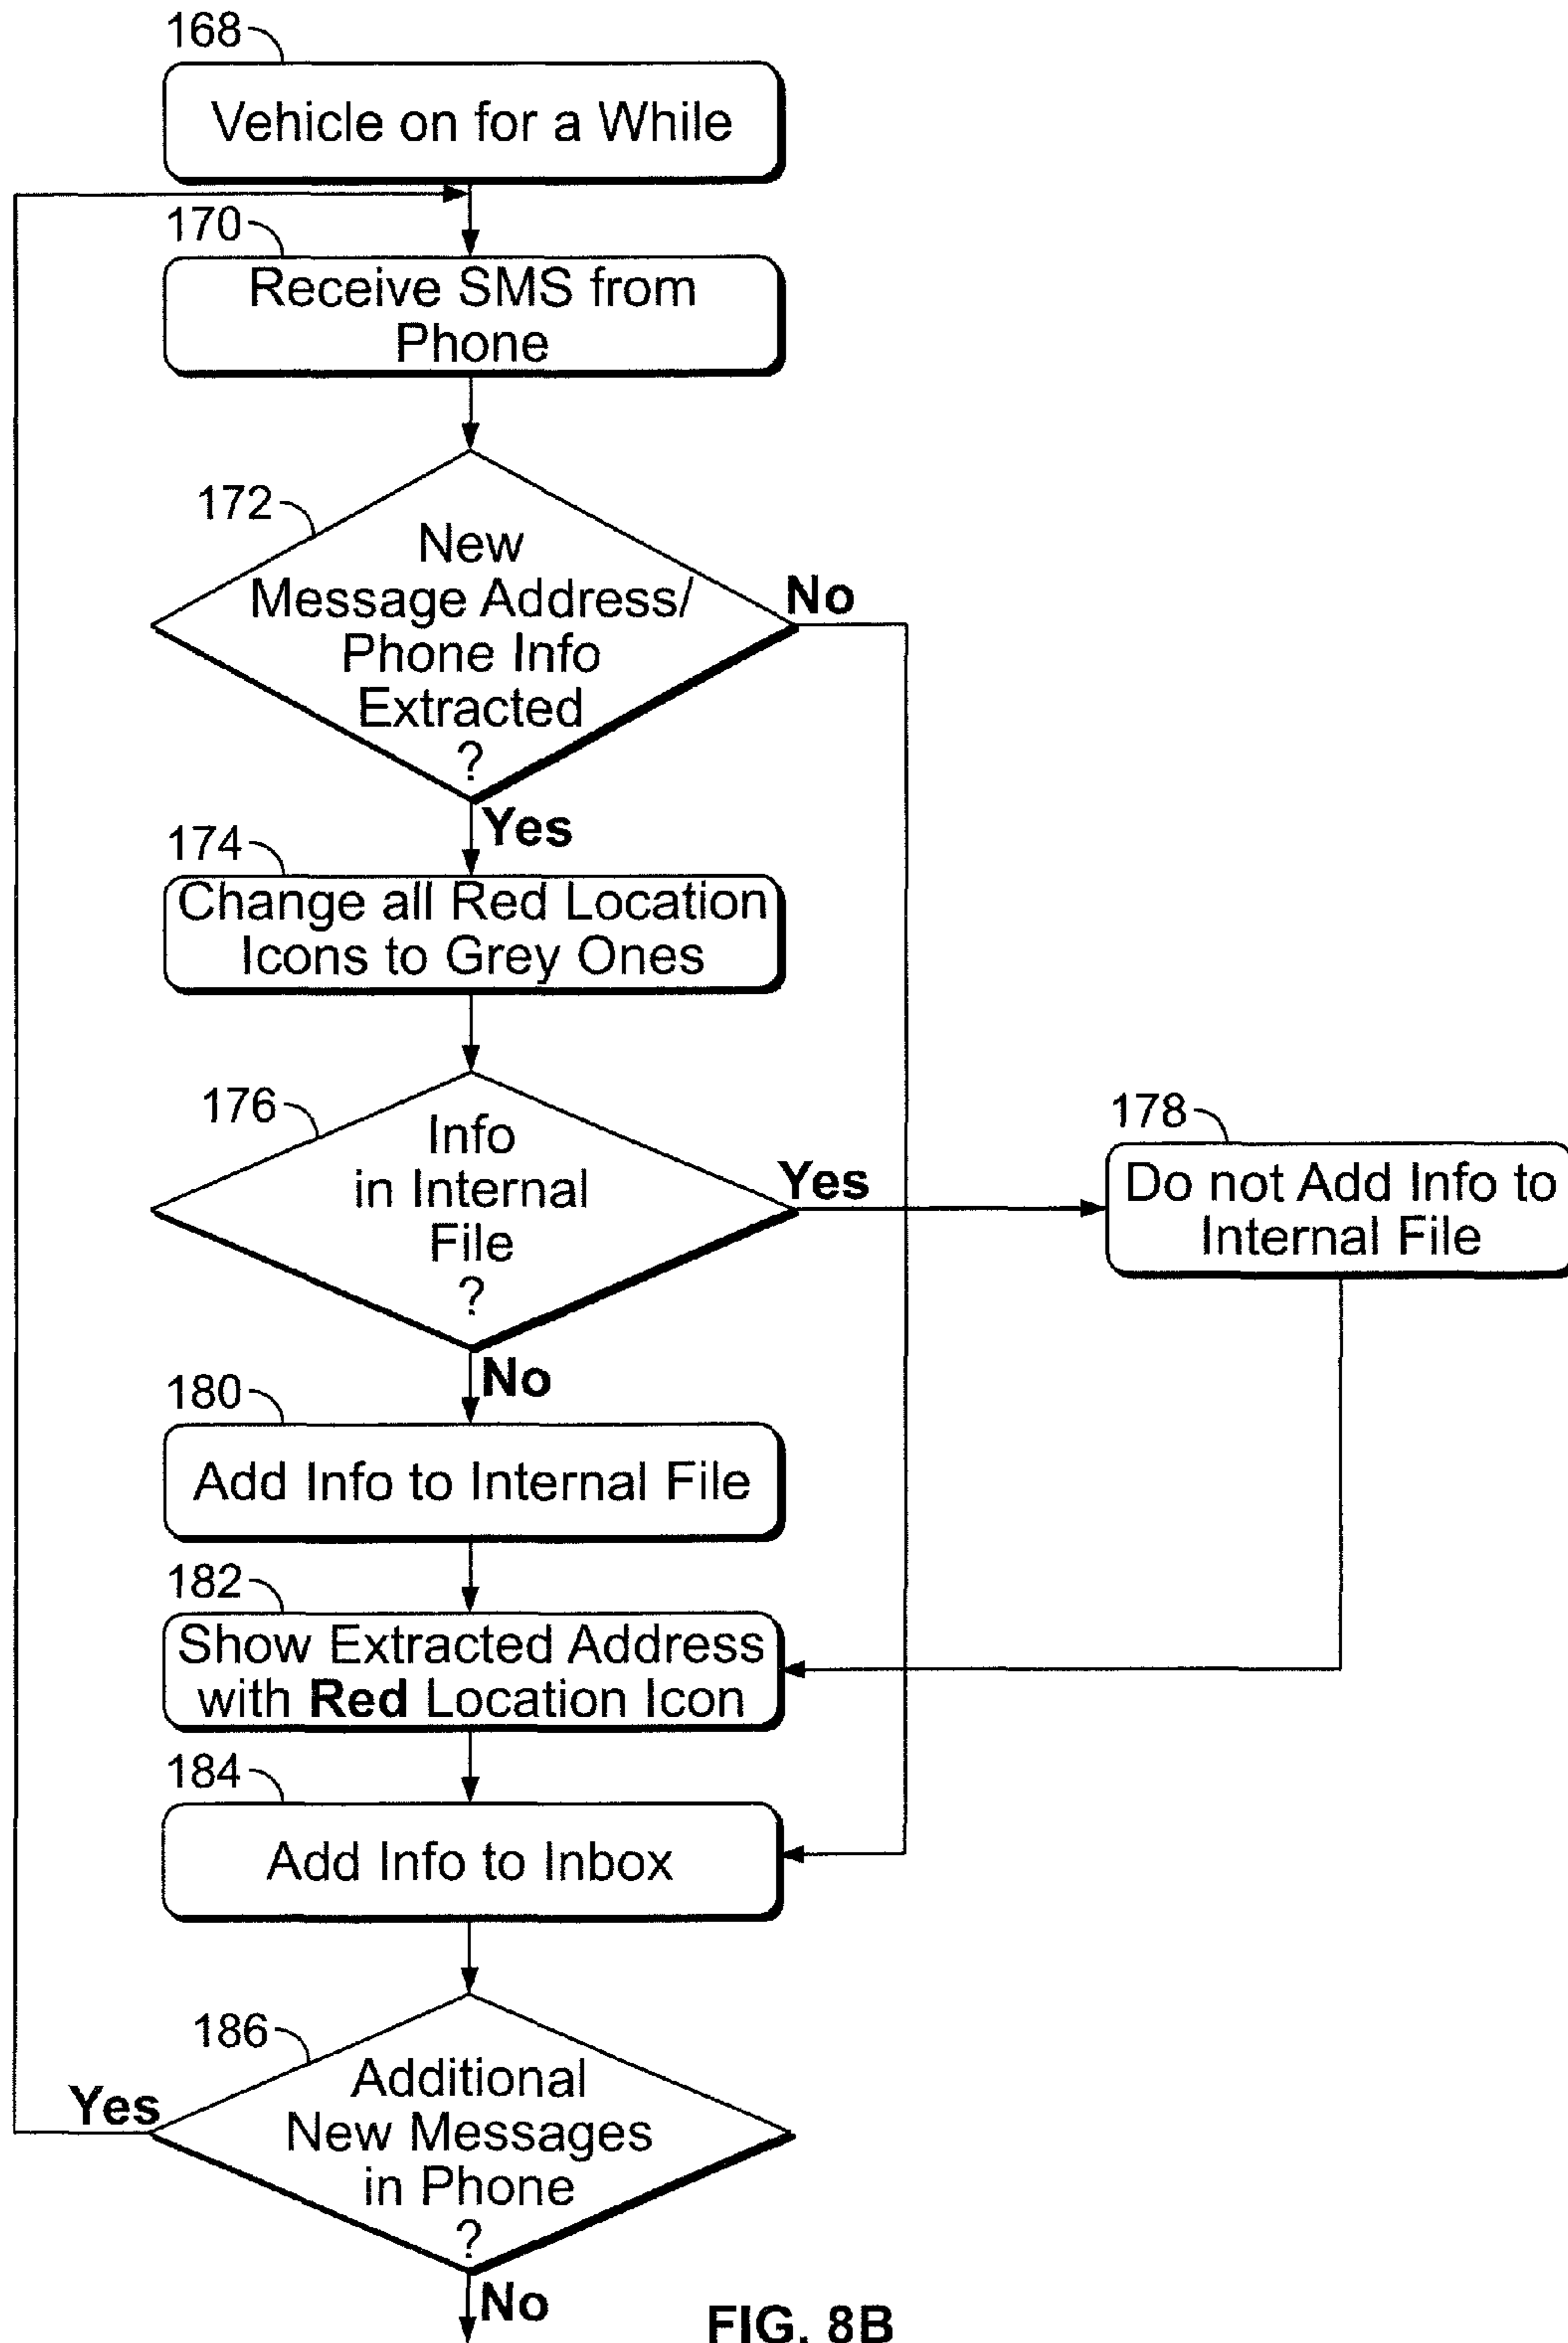 168
Vehicle on for a While
170
Receive SMS from
Phone
172
New
Message Address/
Phone Info
Extracted
?
No
Yes
174
Change all Red Location
Icons to Grey Ones
176
Info
in Internal
File
?
Yes
178
Do not Add Info to
Internal File
No
180
Add Info to Internal File
182
Show Extracted Address
with Red Location Icon
184
Add Info to Inbox
186
Additional
New Messages
in Phone
?
Yes
No
FIG. 8B